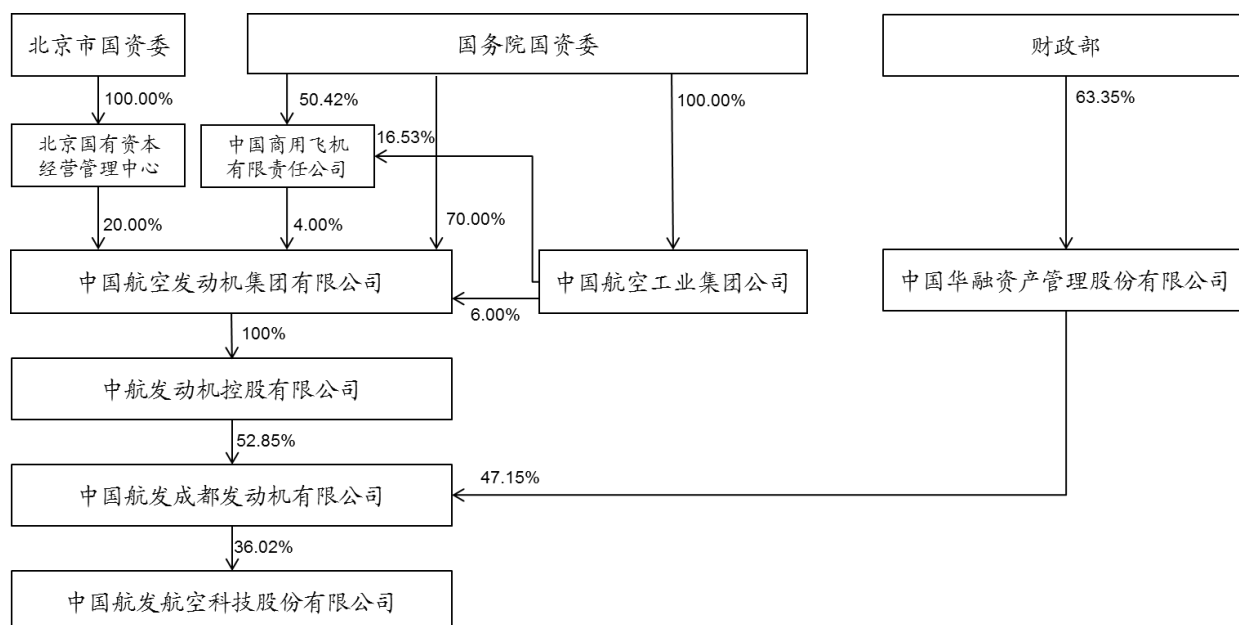 北京市国资委
国务院国资委
财政部
100.00%
50.42%
100.00%
63.35%
北京国有资本
经营管理中心
中国商用飞机
有限责任公司
16.53%
20.00%
4.00%
70.00%
中国航空发动机集团有限公司
中国航空工业集团公司
中国华融资产管理股份有限公司
6.00%
100%
中航发动机控股有限公司
52.85%
中国航发成都发动机有限公司
47.15%
36.02%
中国航发航空科技股份有限公司